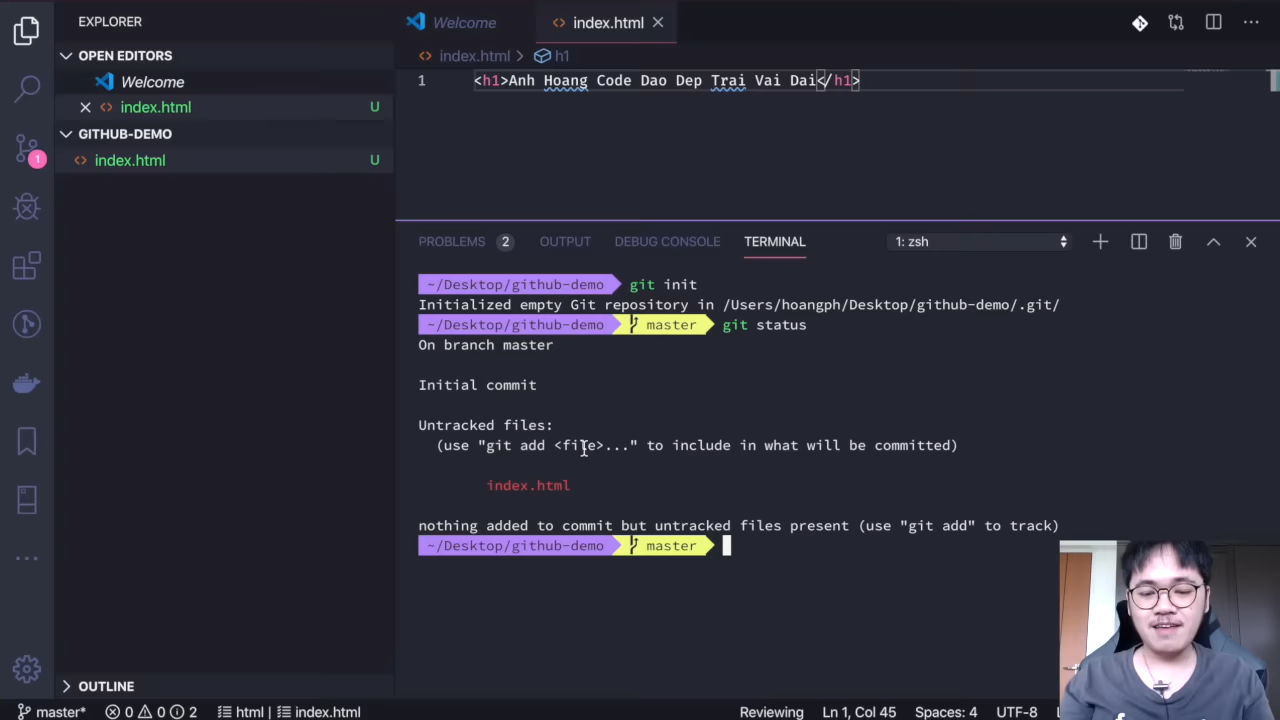 EXPLORER
OPEN EDITORS
Welcome
index.html U
GITHUB-DEMO
index.html U
1
OUTLINE
Welcome
index.html
index.html > h1
1 <h1>Anh Hoang Code Dao Dep Trai Vai Dai</h1>
PROBLEMS 2 OUTPUT DEBUG CONSOLE TERMINAL 1: zsh
~/Desktop/github-demo git init
Initialized empty Git repository in /Users/hoangph/Desktop/github-demo/.git/
~/Desktop/github-demo master git status
On branch master
Initial commit
Untracked files:
(use "git add <file>..." to include in what will be committed)
index.html
nothing added to commit but untracked files present (use "git add" to track)
~/Desktop/github-demo master
master* 0 0 2 html | index.html Reviewing Ln 1, Col 45 Spaces: 4 UTF-8